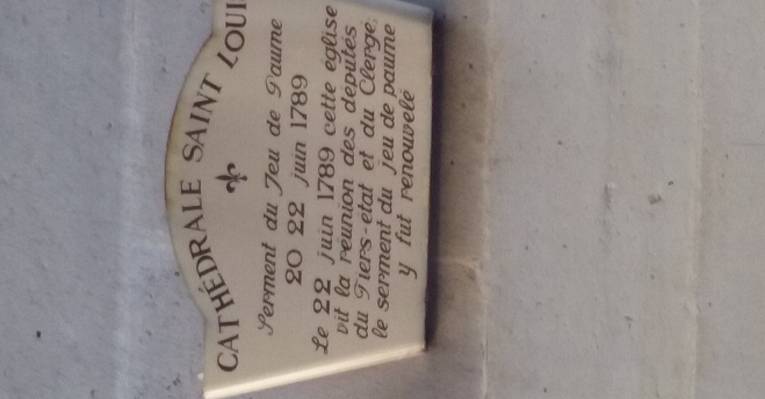 CATHÉDRALE SAINT LOUI
Serment du Jeu de Paume
20 22 juin 1789
Le 22 juin 1789 cette église
vit la réunion des députés
du Tiers-etat et du Clergé,
le serment du jeu de paume
y fut renouvelé